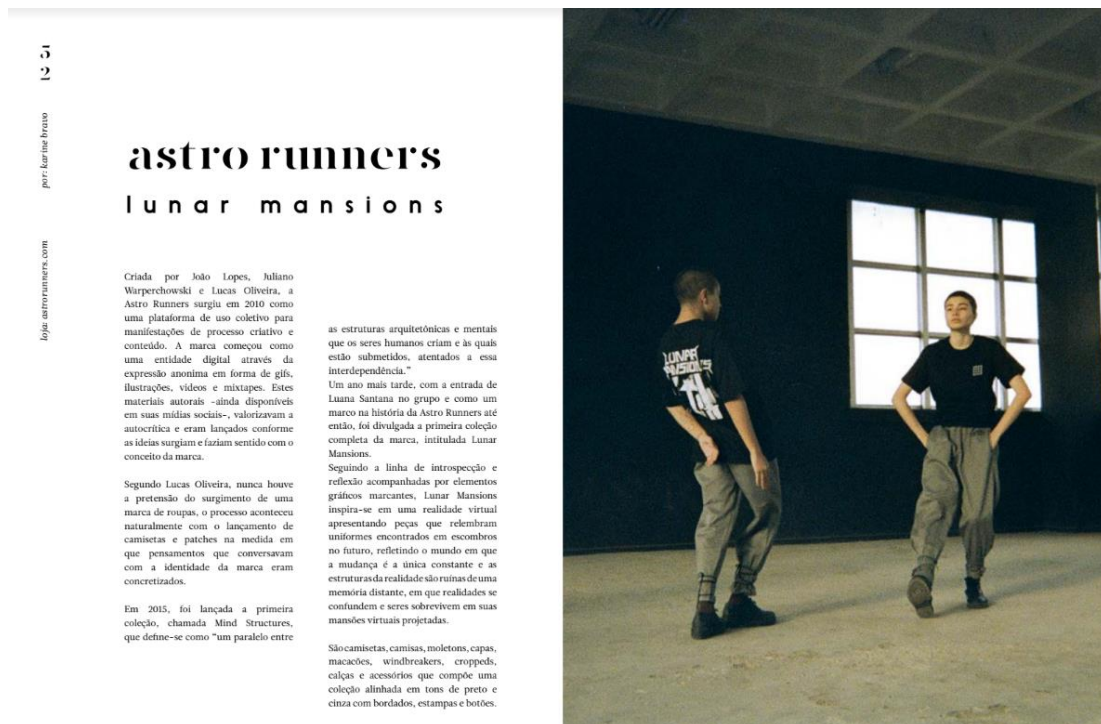 5
2
por: karine bravo
loja: astrorunners.com
astro runners
lunar mansions
Criada por João Lopes, Juliano
Warperchowski e Lucas Oliveira, a
Astro Runners surgiu em 2010 como
uma plataforma de uso coletivo para
manifestações de processo criativo e
conteúdo. A marca começou como
uma entidade digital através da
expressão anonima em forma de gifs,
ilustrações, videos e mixtapes. Estes
materiais autorais -ainda disponíveis
em suas mídias sociais-, valorizavam a
autocrítica e eram lançados conforme
as ideias surgiam e faziam sentido com o
conceito da marca.
Segundo Lucas Oliveira, nunca houve
a pretensão do surgimento de uma
marca de roupas, o processo aconteceu
naturalmente com o lançamento de
camisetas e patches na medida em
que pensamentos que conversavam
com a identidade da marca eram
concretizados.
Em 2015, foi lançada a primeira
coleção, chamada Mind Structures,
que define-se como "um paralelo entre
as estruturas arquitetônicas e mentais
que os seres humanos criam e às quais
estão submetidos, atentados a essa
interdependência."
Um ano mais tarde, com a entrada de
Luana Santana no grupo e como um
marco na história da Astro Runners até
então, foi divulgada a primeira coleção
completa da marca, intitulada Lunar
Mansions.
Seguindo a linha de introspecção e
reflexão acompanhadas por elementos
gráficos marcantes, Lunar Mansions
inspira-se em uma realidade virtual
apresentando peças que relembram
uniformes encontrados em escombros
no futuro, refletindo o mundo em que
a mudança é a única constante e as
estruturas da realidade são ruínas de uma
memória distante, em que realidades se
confundem e seres sobrevivem em suas
mansões virtuais projetadas.
São camisetas, camisas, moletons, capas,
macacões, windbreakers, croppeds,
calças e acessórios que compõe uma
coleção alinhada em tons de preto e
cinza com bordados, estampas e botões.
LUNAR